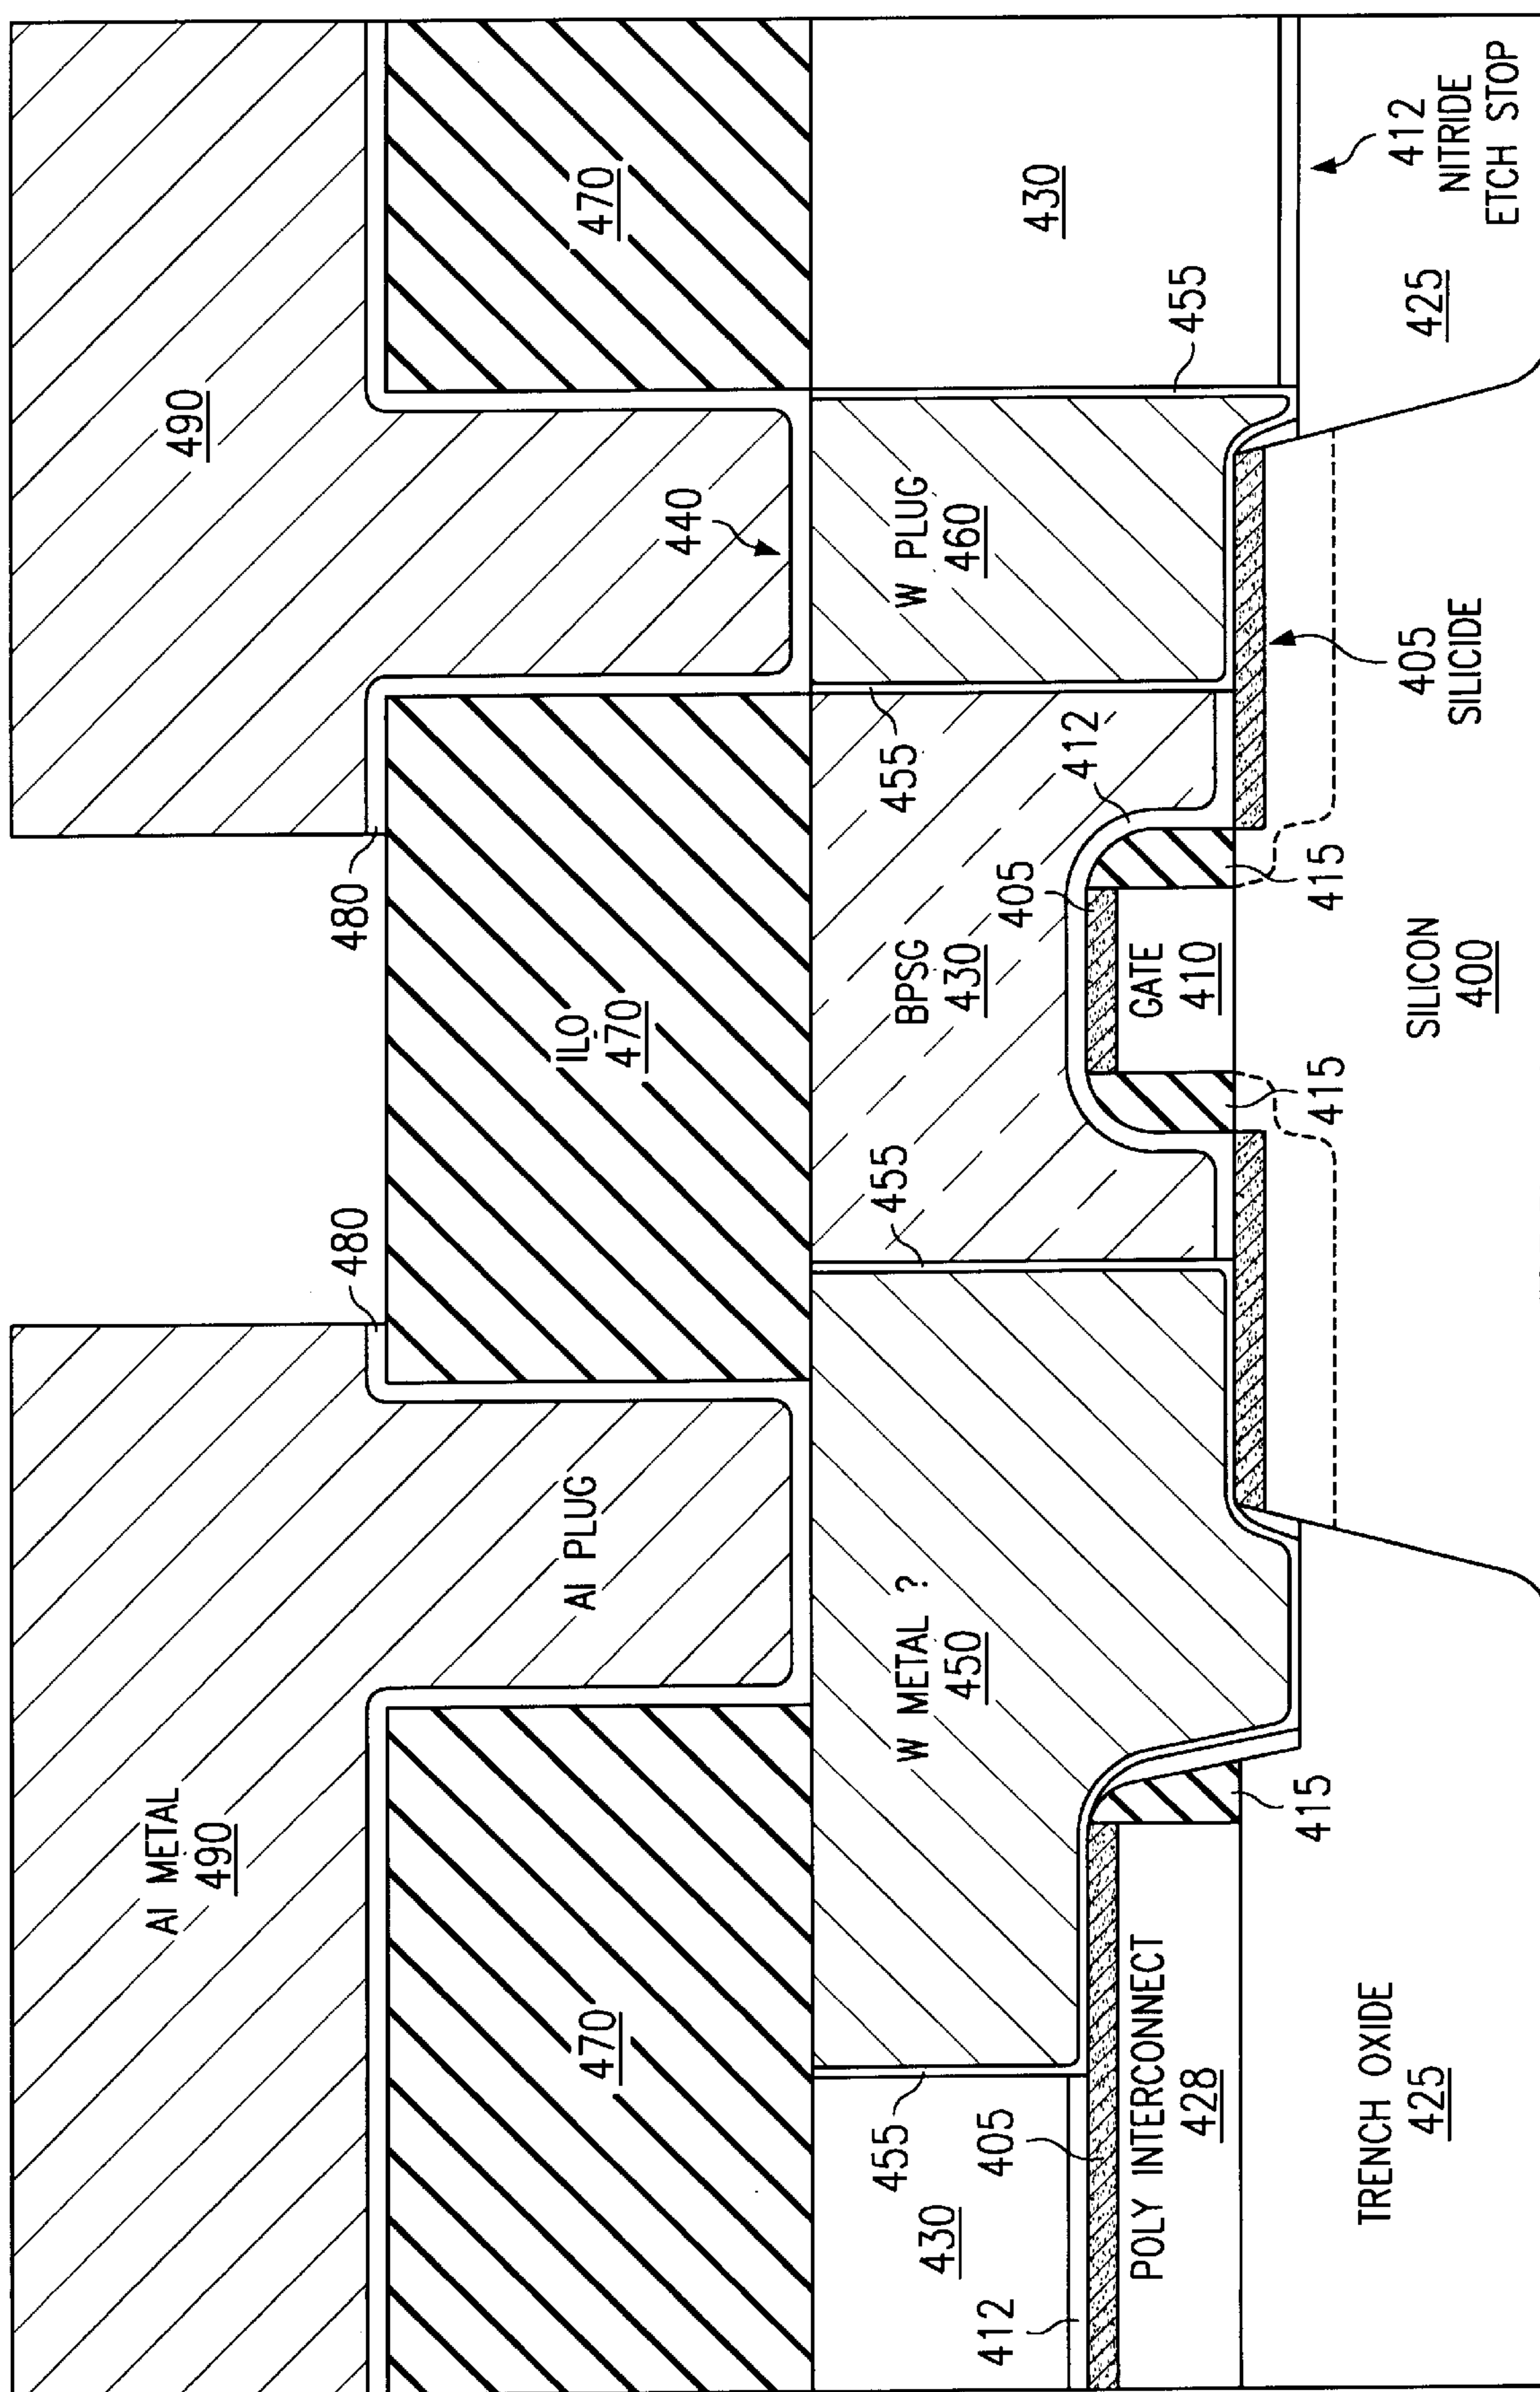 AI METAL
490
490
480
480
AI PLUG
470
ILO
470
470
440
W METAL ?
450
BPSG
430
W PLUG
460
430
455
455
455
455
430
412
405
405
412
POLY INTERCONNECT
428
GATE
410
415
415
415
TRENCH OXIDE
425
SILICON
400
405
SILICIDE
425
412
NITRIDE
ETCH STOP